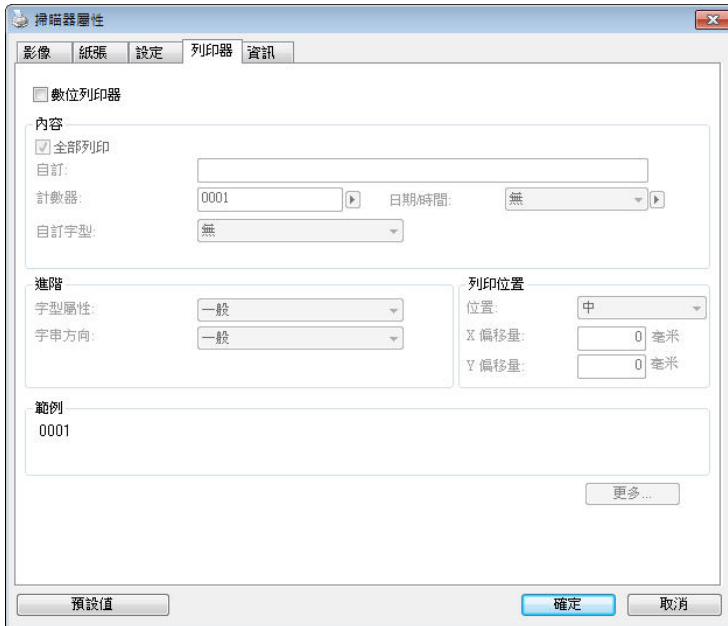 掃瞄器屬性
影像 紙張 設定 列印器 資訊
數位列印器
內容
全部列印
自訂:
計數器: 0001 日期/時間: 無
自訂字型: 無
進階
字型屬性: 一般
字串方向: 一般
列印位置
位置: 中
X 偏移量: 0 毫米
Y 偏移量: 0 毫米
範例
0001
更多...
預設值 確定 取消